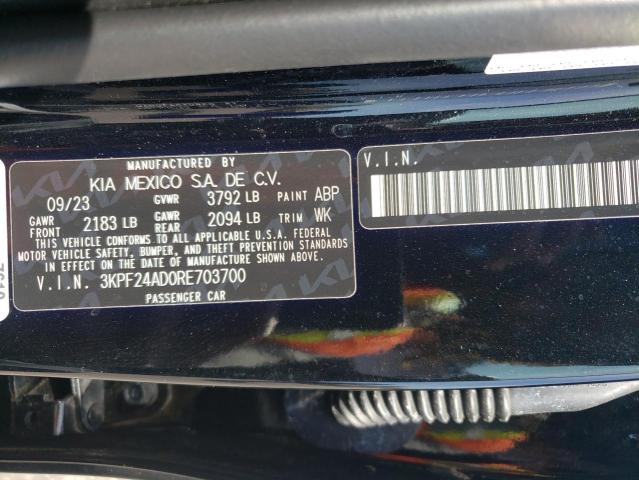 MANUFACTURED BY
KIA MEXICO S.A. DE C.V.
09/23 GVWR 3792 LB PAINT ABP
GAWR FRONT 2183 LB GAWR REAR 2094 LB TRIM WK
THIS VEHICLE CONFORMS TO ALL APPLICABLE U.S. FEDERAL
MOTOR VEHICLE SAFETY, BUMPER, AND THEFT PREVENTION STANDARDS
IN EFFECT ON THE DATE OF MANUFACTURE SHOWN ABOVE.
V.I.N. 3KPF24AD0RE703700
PASSENGER CAR
V.I.N.